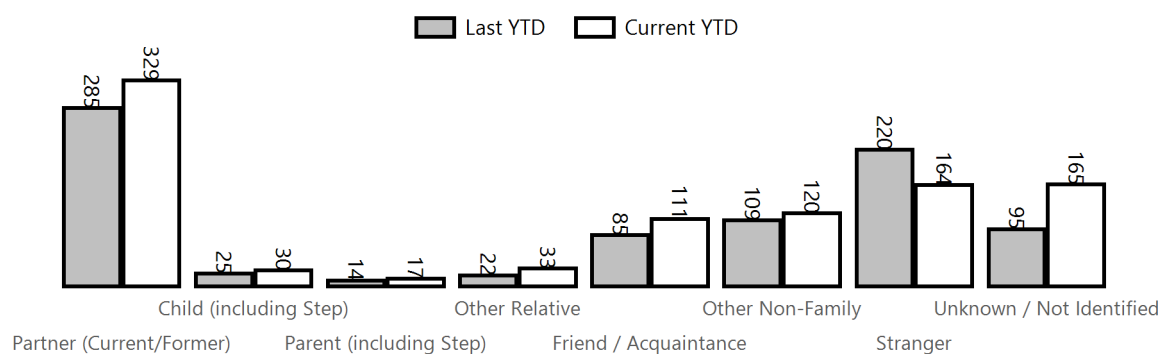 Last YTD Current YTD
285 329 25 30 14 17 22 33 85 111 109 120 220 164 95 165
Child (including Step) Other Relative Other Non-Family Unknown / Not Identified
Partner (Current/Former) Parent (including Step) Friend / Acquaintance Stranger